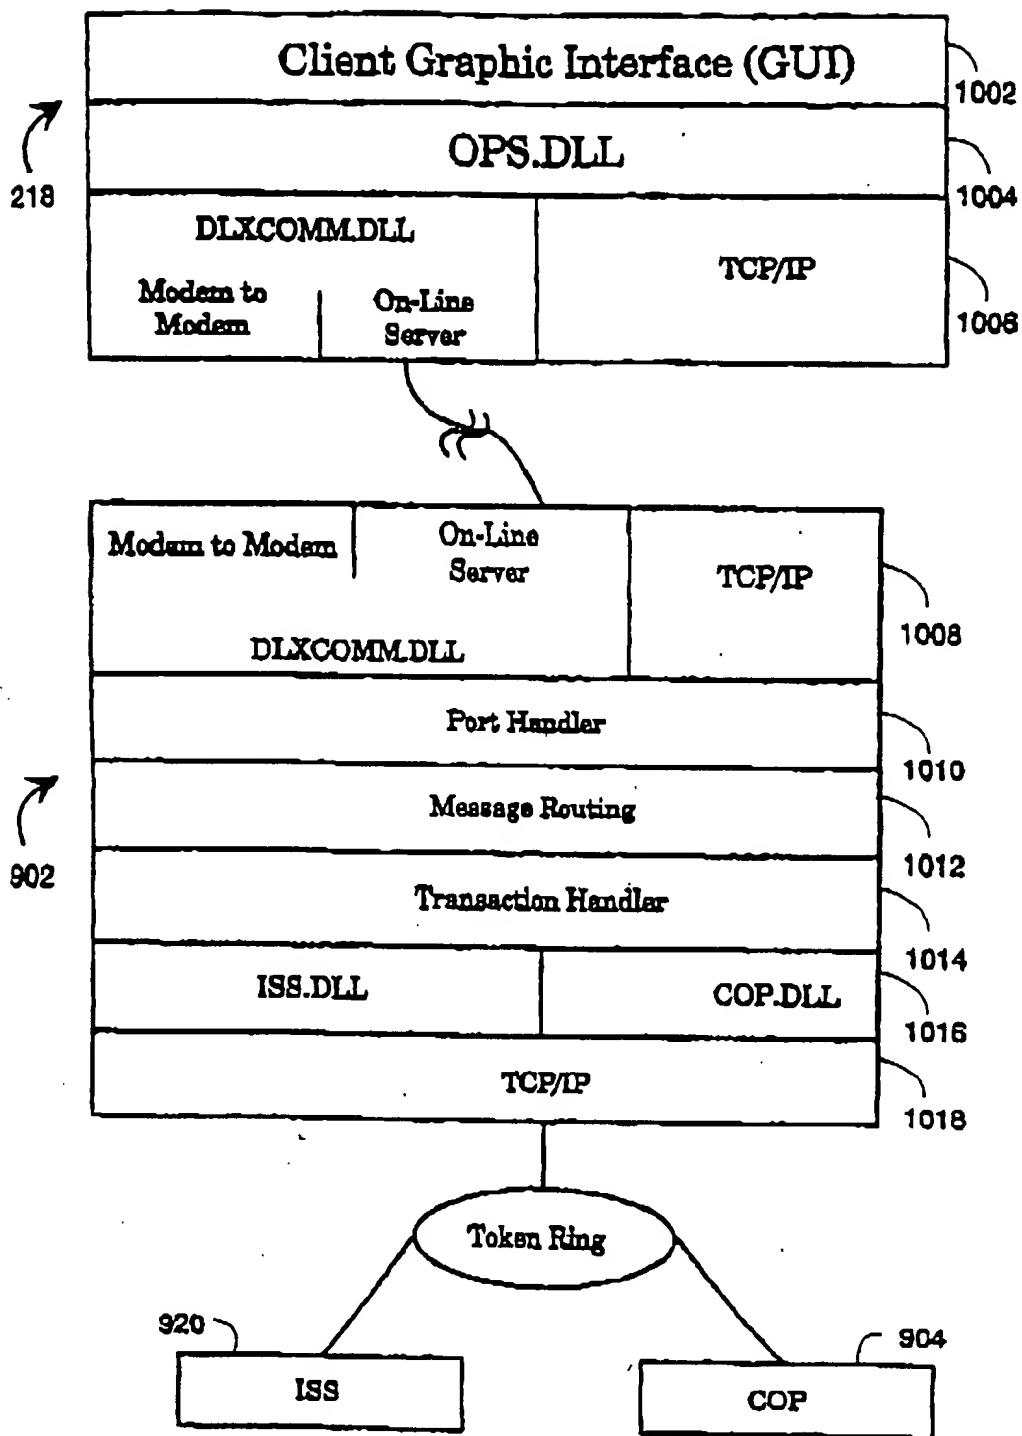 Client Graphic Interface (GUI)
1002
OPS.DLL
218
1004
DLXCOMM.DLL
TCP/IP
Modem to
Modem
On-Line
Server
1006
Modem to Modem
On-Line
Server
TCP/IP
1008
DLXCOMM.DLL
Port Handler
1010
Message Routing
902
1012
Transaction Handler
1014
ISS.DLL
COP.DLL
1016
TCP/IP
1018
Token Ring
920
904
ISS
COP